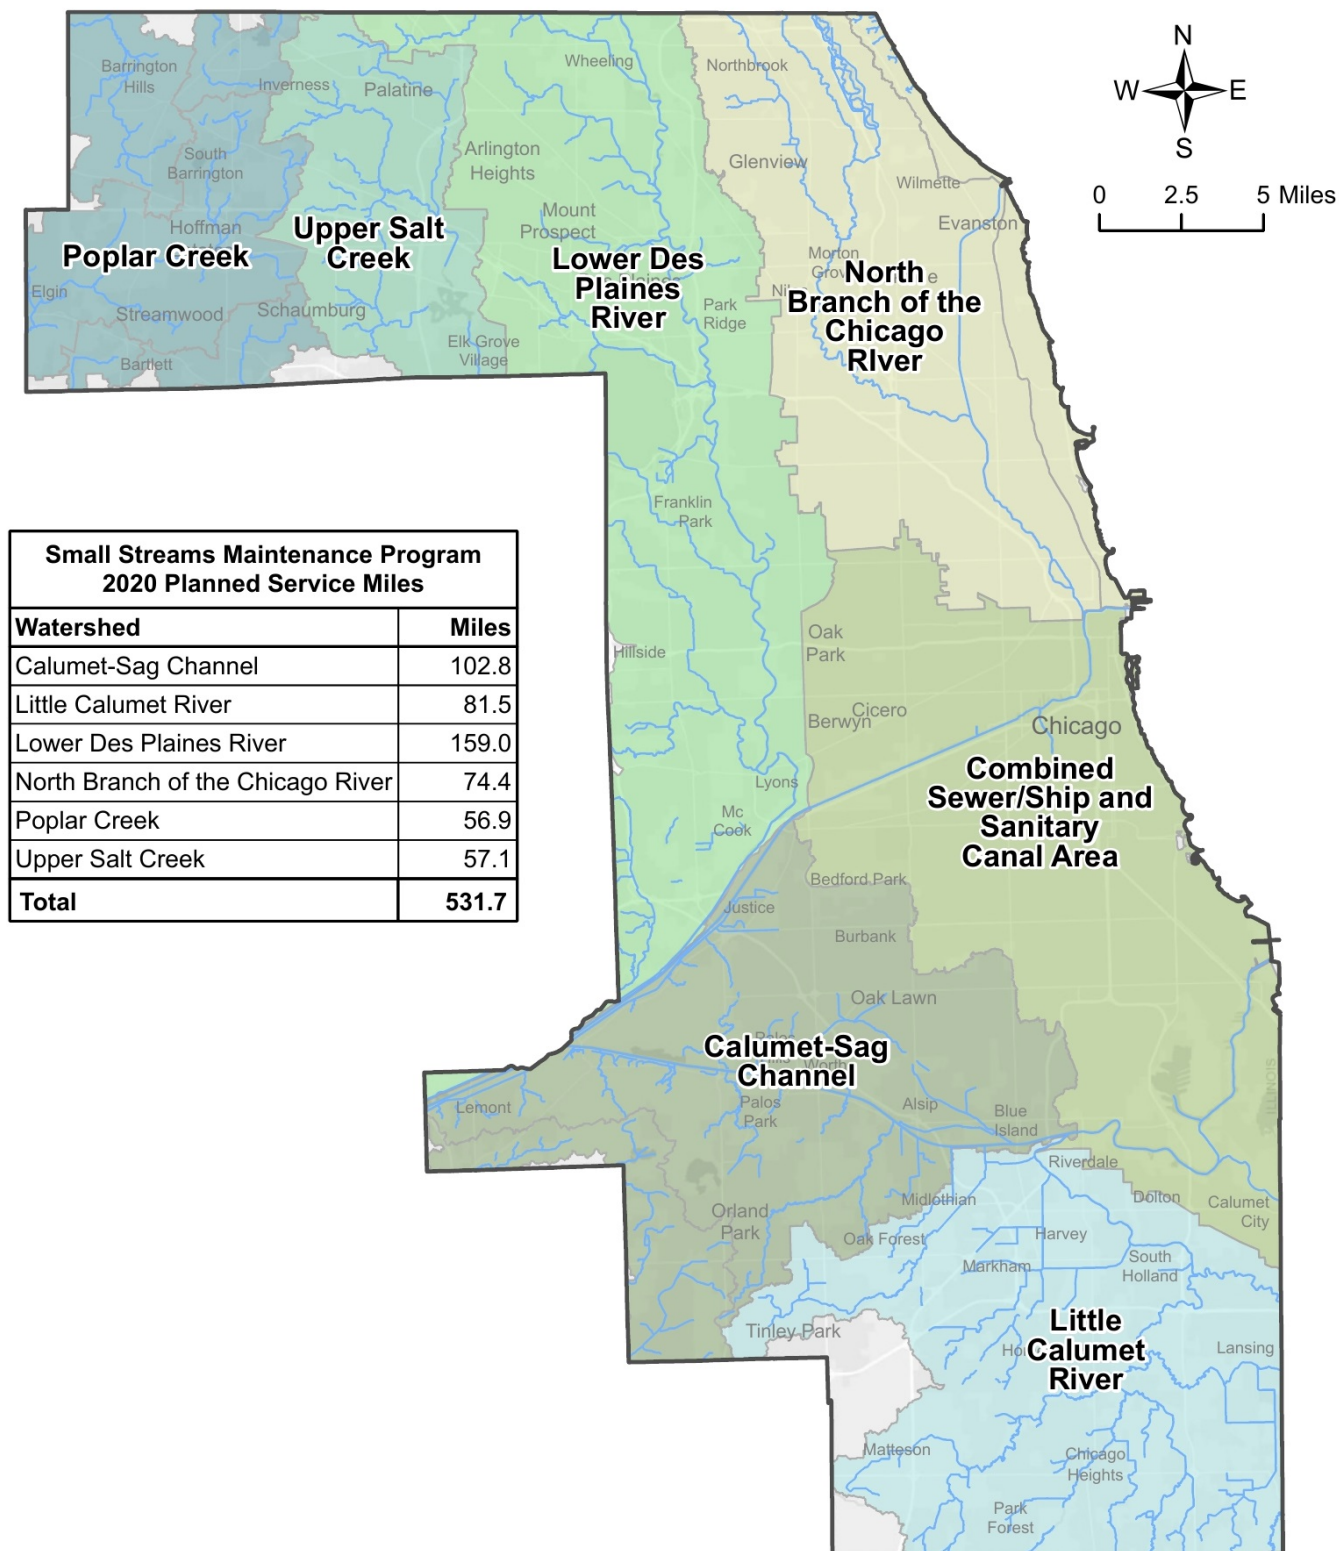 N
W E
S
0 2.5 5 Miles
Barrington
Hills
Inverness
Palatine
Wheeling
Northbrook
South
Barrington
Arlington
Heights
Glenview
Wilmette
Evanston
Hoffman
Mount
Prospect
Poplar Creek
Upper Salt
Creek
Lower Des
Plaines
River
Morton
North
Branch of the
Chicago
RIver
Elgin
Streamwood
Schaumburg
Park
Ridge
Bartlett
Elk Grove
Village
Franklin
Park
Small Streams Maintenance Program
2020 Planned Service Miles
Watershed Miles
Calumet-Sag Channel 102.8
Little Calumet River 81.5
Lower Des Plaines River 159.0
North Branch of the Chicago River 74.4
Poplar Creek 56.9
Upper Salt Creek 57.1
Total 531.7
Hillside
Oak
Park
Berwyn
Cicero
Chicago
Lyons
Mc
Cook
Combined
Sewer/Ship and
Sanitary
Canal Area
Bedford Park
Justice
Burbank
Oak Lawn
Calumet-Sag
Channel
Worth
Lemont
Palos
Park
Alsip
Blue
Island
ILLINOIS
Riverdale
Dolton
Calumet
City
Midlothian
Orland
Park
Oak Forest
Harvey
Markham
South
Holland
Tinley Park
Little
Calumet
River
Lansing
Matteson
Chicago
Heights
Park
Forest